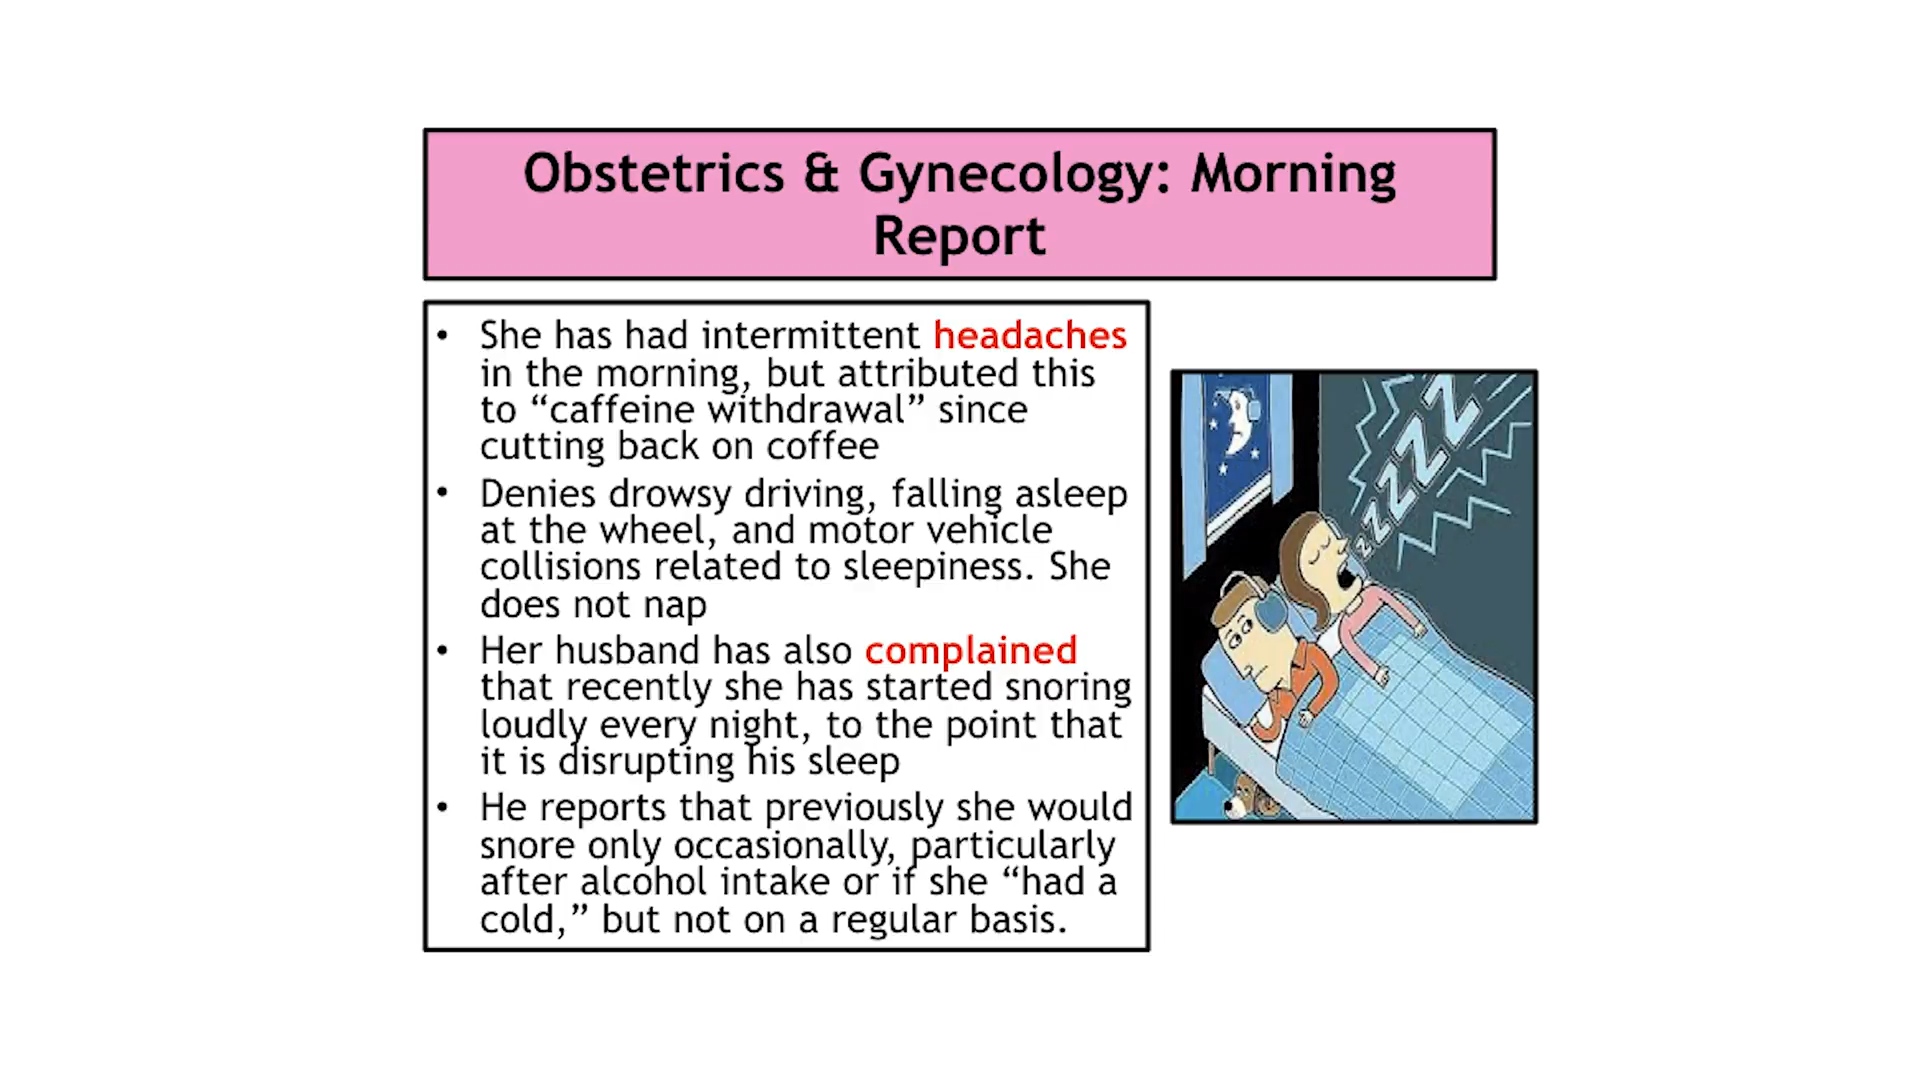 Obstetrics & Gynecology: Morning
Report
• She has had intermittent headaches
in the morning, but attributed this
to “caffeine withdrawal” since
cutting back on coffee
• Denies drowsy driving, falling asleep
at the wheel, and motor vehicle
collisions related to sleepiness. She
does not nap
• Her husband has also complained
that recently she has started snoring
loudly every night, to the point that
it is disrupting his sleep
• He reports that previously she would
snore only occasionally, particularly
after alcohol intake or if she “had a
cold,” but not on a regular basis.
zzZZZZ